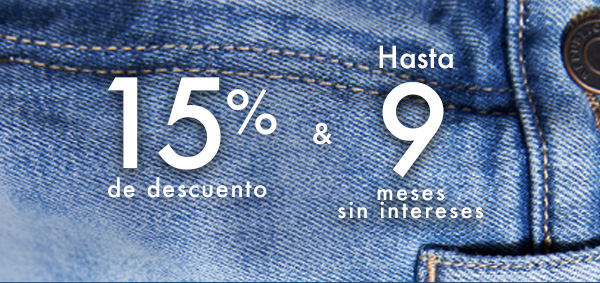 15%
de descuento
&
Hasta
9
meses
sin intereses